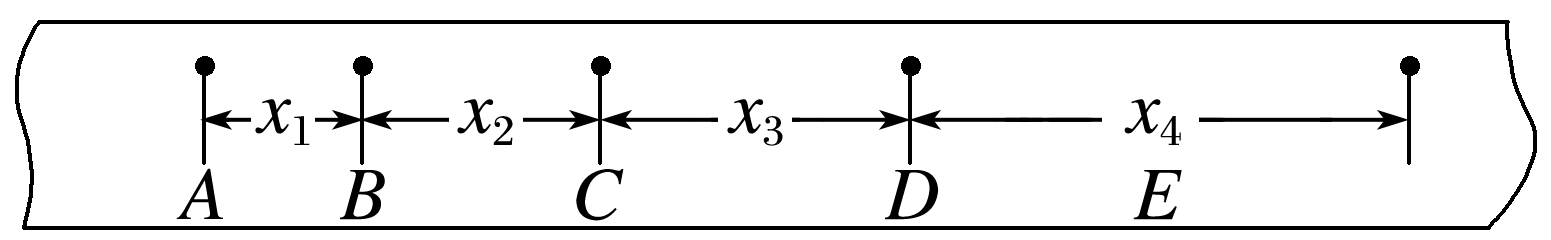 x₁ x₂ x₃ x₄
A B C D E